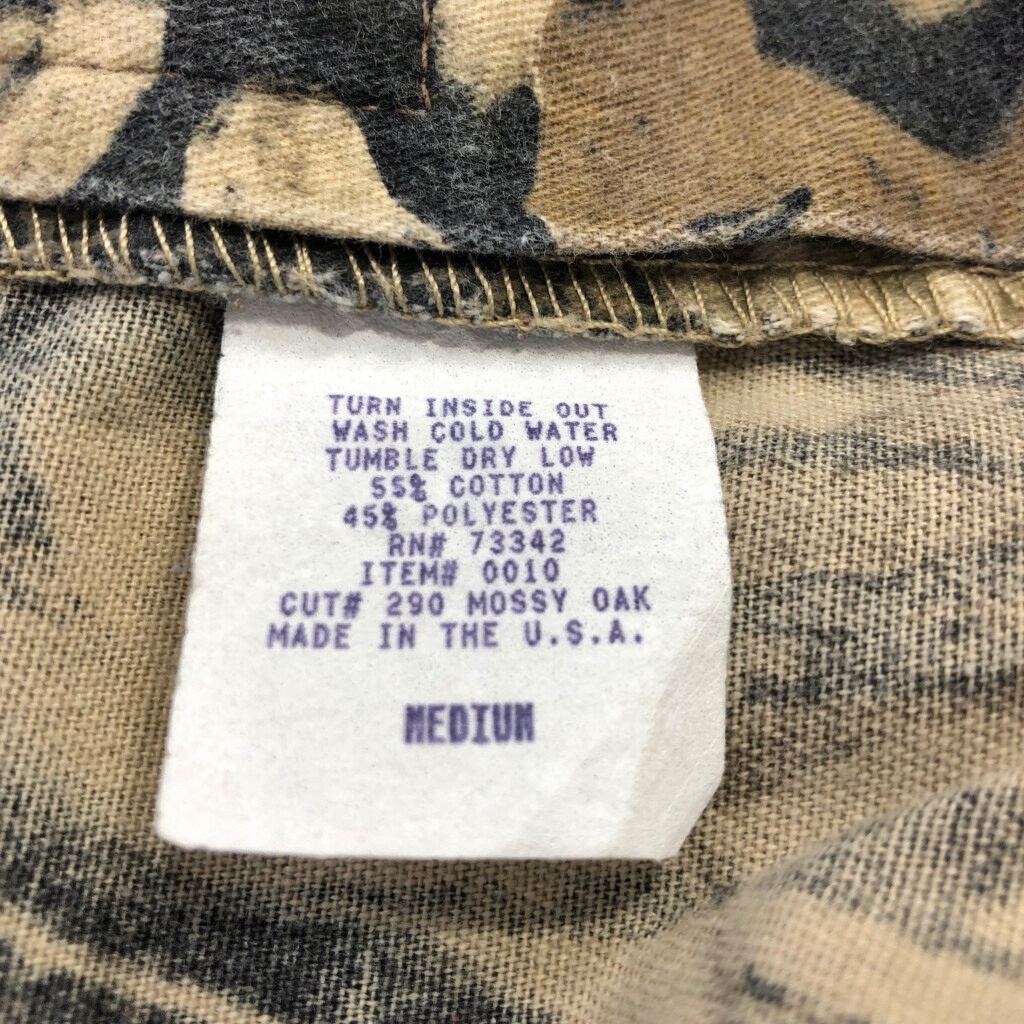 TURN INSIDE OUT
WASH COLD WATER
TUMBLE DRY LOW
55% COTTON
45% POLYESTER
RN# 73342
ITEM# 0010
CUT# 290 MOSSY OAK
MADE IN THE U.S.A.
MEDIUM